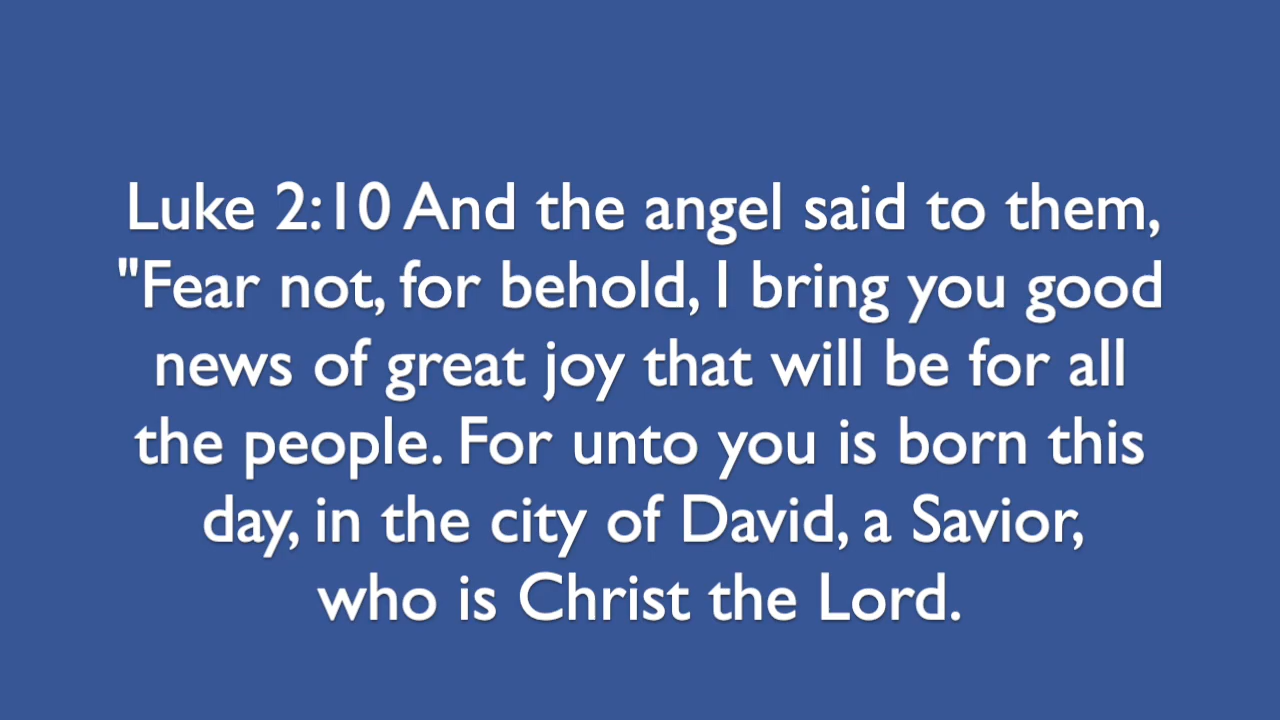 Luke 2:10 And the angel said to them,
"Fear not, for behold, I bring you good
news of great joy that will be for all
the people. For unto you is born this
day, in the city of David, a Savior,
who is Christ the Lord.